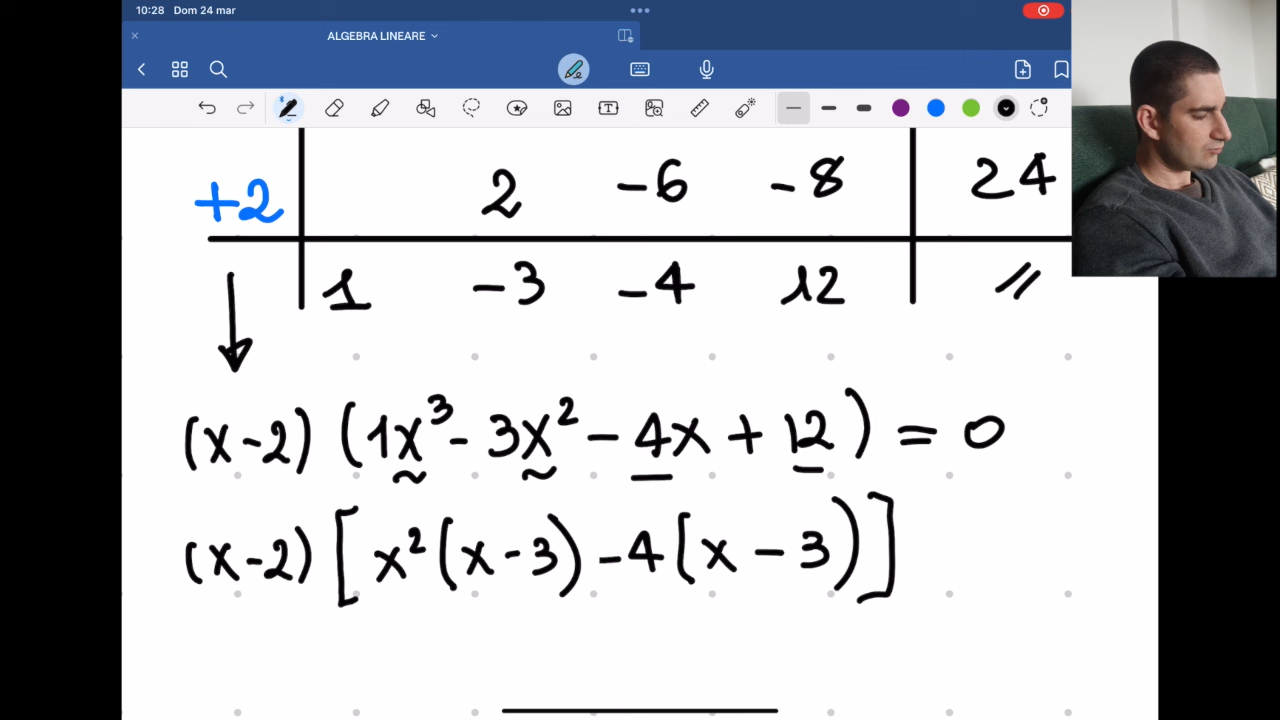 10:28 Dom 24 mar
ALGEBRA LINEARE
+2 2 -6 -8 24
1 -3 -4 12 //
(x-2) (1x³ - 3x² - 4x + 12) = 0
(x-2) [x²(x-3) -4(x-3)]